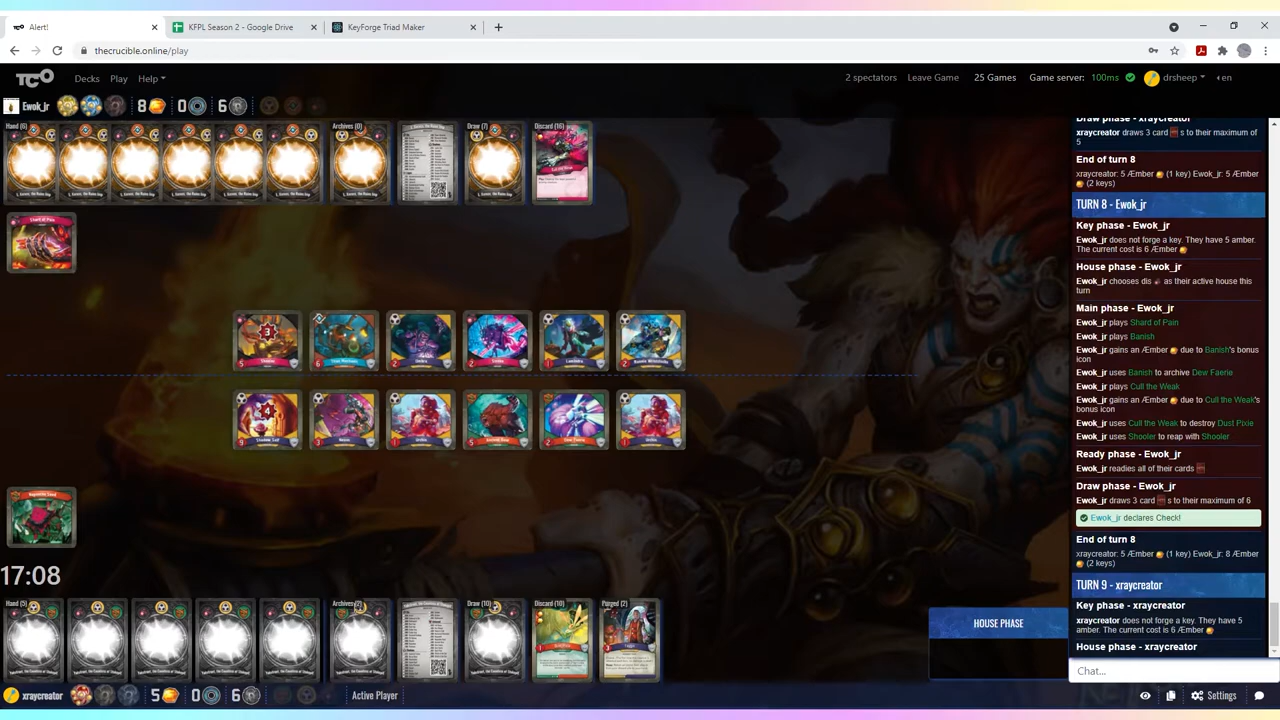 Alert!
KFPL Season 2 - Google Drive
KeyForge Triad Maker
thecrucible.online/play
TCO
Decks
Play
Help
2 spectators
Leave Game
25 Games
Game server: 100ms
drsheep
en
Ewok_jr
8
0
6
Hand (6)
Archives (0)
Draw (7)
Discard (16)
Shard of Pain
17:08
Hand (5)
Archives (2)
Draw (10)
Discard (10)
Purged (2)
HOUSE PHASE
xraycreator
5
0
6
Active Player
Draw phase - xraycreator
xraycreator draws 3 card s to their maximum of
5
End of turn 8
xraycreator: 5 Æmber (1 key) Ewok_jr: 5 Æmber
(2 keys)
TURN 8 - Ewok_jr
Key phase - Ewok_jr
Ewok_jr does not forge a key. They have 5 amber.
The current cost is 6 Æmber
House phase - Ewok_jr
Ewok_jr chooses dis as their active house this
turn
Main phase - Ewok_jr
Ewok_jr plays Shard of Pain
Ewok_jr plays Banish
Ewok_jr gains an Æmber due to Banish's bonus
icon
Ewok_jr uses Banish to archive Dew Faerie
Ewok_jr plays Cull the Weak
Ewok_jr gains an Æmber due to Cull the Weak's
bonus icon
Ewok_jr uses Cull the Weak to destroy Dust Pixie
Ewok_jr uses Shooler to reap with Shooler
Ready phase - Ewok_jr
Ewok_jr readies all of their cards
Draw phase - Ewok_jr
Ewok_jr draws 3 card s to their maximum of 6
Ewok_jr declares Check!
End of turn 8
xraycreator: 5 Æmber (1 key) Ewok_jr: 8 Æmber
(2 keys)
TURN 9 - xraycreator
Key phase - xraycreator
xraycreator does not forge a key. They have 5
amber. The current cost is 6 Æmber
House phase - xraycreator
Chat...
Settings